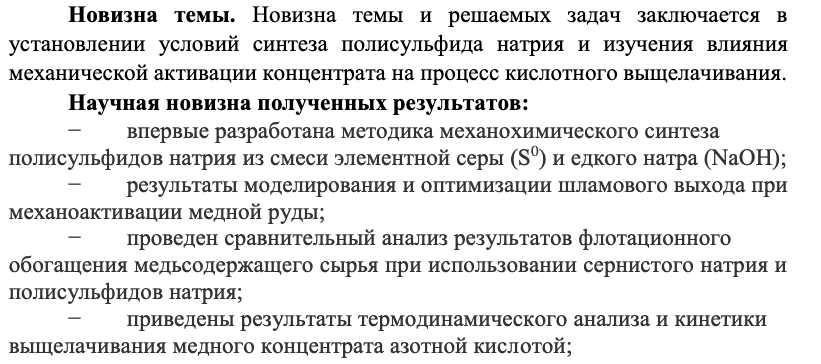 Новизна темы. Новизна темы и решаемых задач заключается в
установлении условий синтеза полисульфида натрия и изучения влияния
механической активации концентрата на процесс кислотного выщелачивания.
Научная новизна полученных результатов:
− впервые разработана методика механохимического синтеза
полисульфидов натрия из смеси элементной серы (S⁰) и едкого натра (NaOH);
− результаты моделирования и оптимизации шламового выхода при
механоактивации медной руды;
− проведен сравнительный анализ результатов флотационного
обогащения медьсодержащего сырья при использовании сернистого натрия и
полисульфидов натрия;
− приведены результаты термодинамического анализа и кинетики
выщелачивания медного концентрата азотной кислотой;